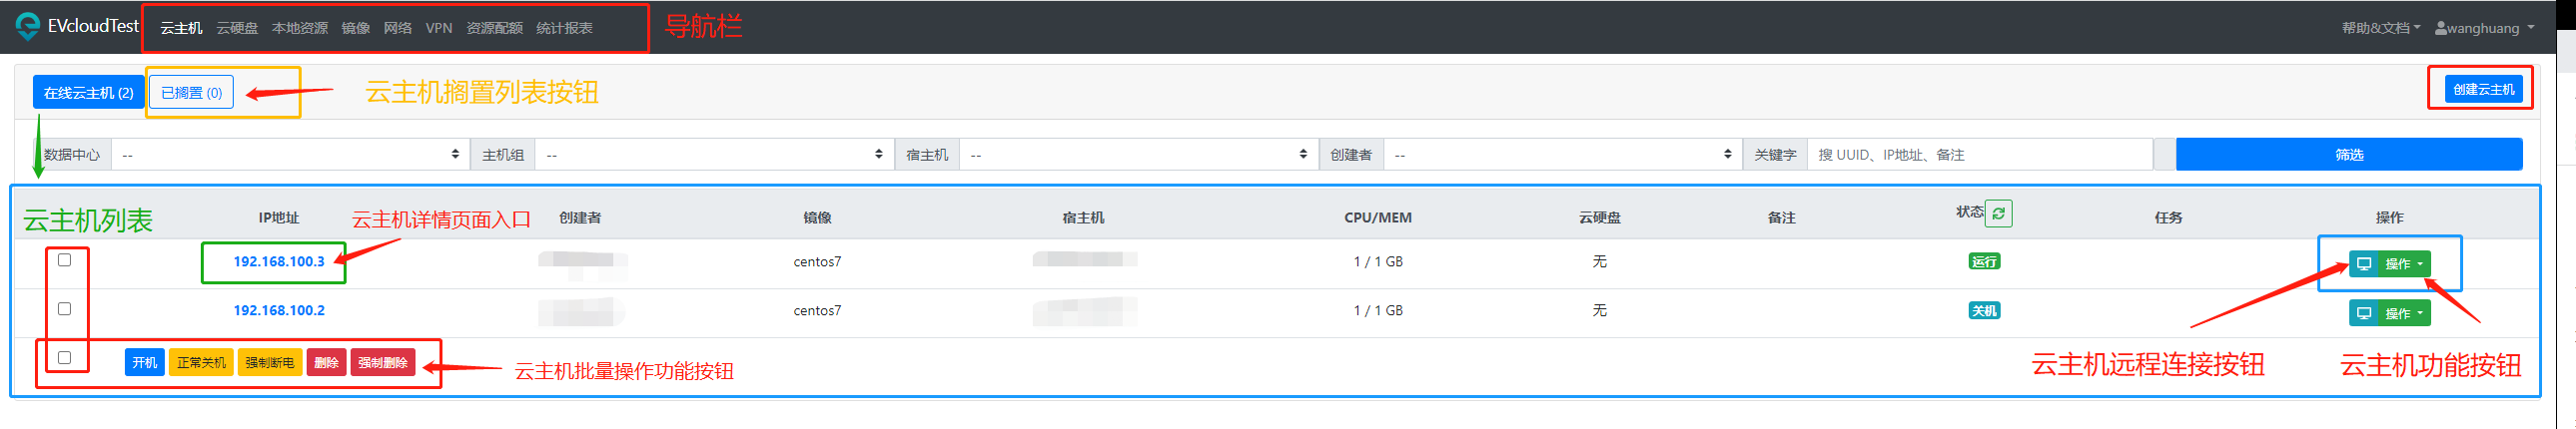 EVcloudTest 云主机 云硬盘 本地资源 镜像 网络 VPN 资源配额 统计报表 导航栏 帮助&文档 wanghuang
在线云主机 (2) 已搁置 (0) 云主机搁置列表按钮 创建云主机
数据中心 -- 主机组 -- 宿主机 -- 创建者 -- 关键字 搜 UUID、IP地址、备注 筛选
云主机列表 IP地址 云主机详情页面入口 创建者 镜像 宿主机 CPU/MEM 云硬盘 备注 状态 任务 操作
192.168.100.3 centos7 1 / 1 GB 无 运行 操作
192.168.100.2 centos7 1 / 1 GB 无 关机 操作
开机 正常关机 强制断电 删除 强制删除 云主机批量操作功能按钮 云主机远程连接按钮 云主机功能按钮